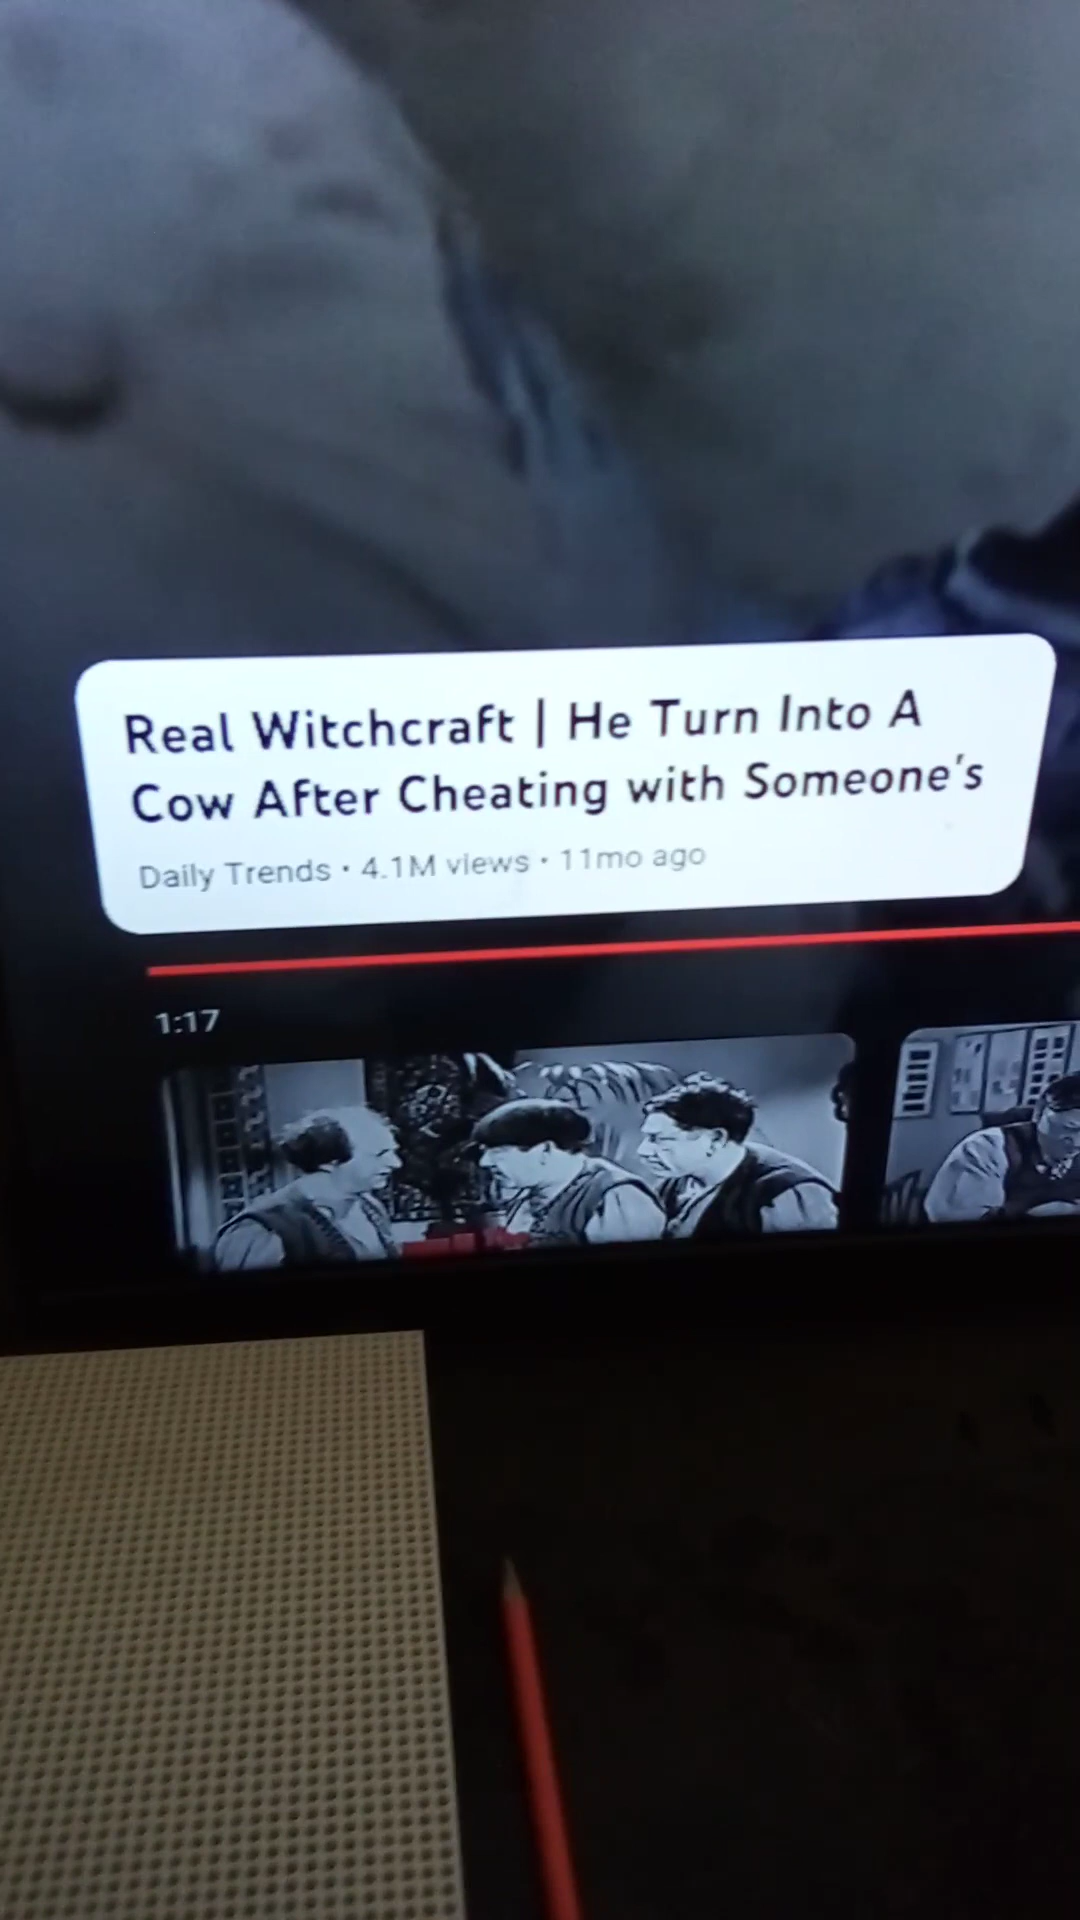 Real Witchcraft | He Turn Into A
Cow After Cheating with Someone's
Daily Trends • 4.1M views • 11mo ago
1:17